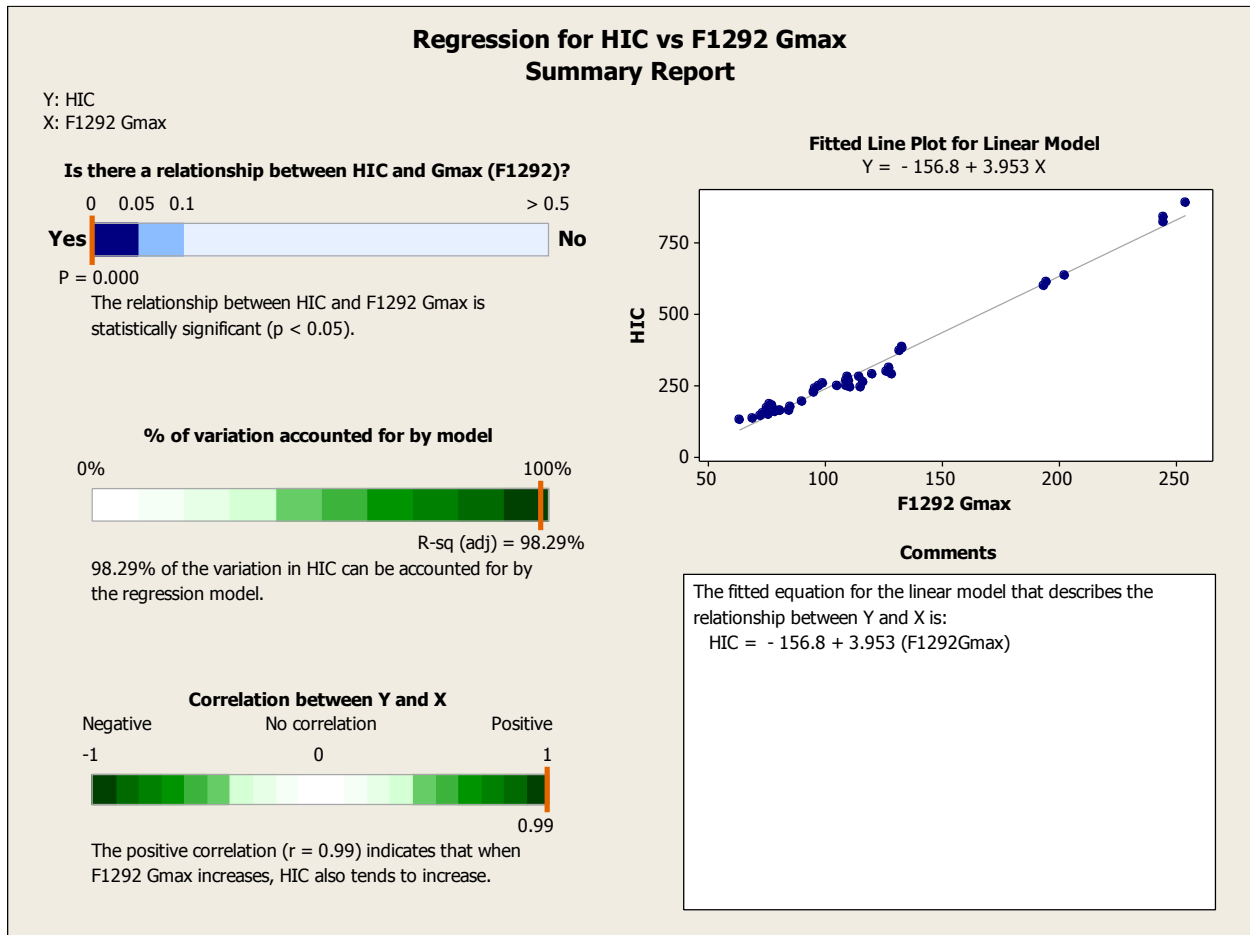 Regression for HIC vs F1292 Gmax
Summary Report
Y: HIC
X: F1292 Gmax
Is there a relationship between HIC and Gmax (F1292)?
0 0.05 0.1 > 0.5
Yes No
P = 0.000
The relationship between HIC and F1292 Gmax is
statistically significant (p < 0.05).
% of variation accounted for by model
0% 100%
R-sq (adj) = 98.29%
98.29% of the variation in HIC can be accounted for by
the regression model.
Correlation between Y and X
Negative No correlation Positive
-1 0 1
0.99
The positive correlation (r = 0.99) indicates that when
F1292 Gmax increases, HIC also tends to increase.
Fitted Line Plot for Linear Model
Y = - 156.8 + 3.953 X
HIC
750
500
250
0
50 100 150 200 250
F1292 Gmax
Comments
The fitted equation for the linear model that describes the
relationship between Y and X is:
HIC = - 156.8 + 3.953 (F1292Gmax)